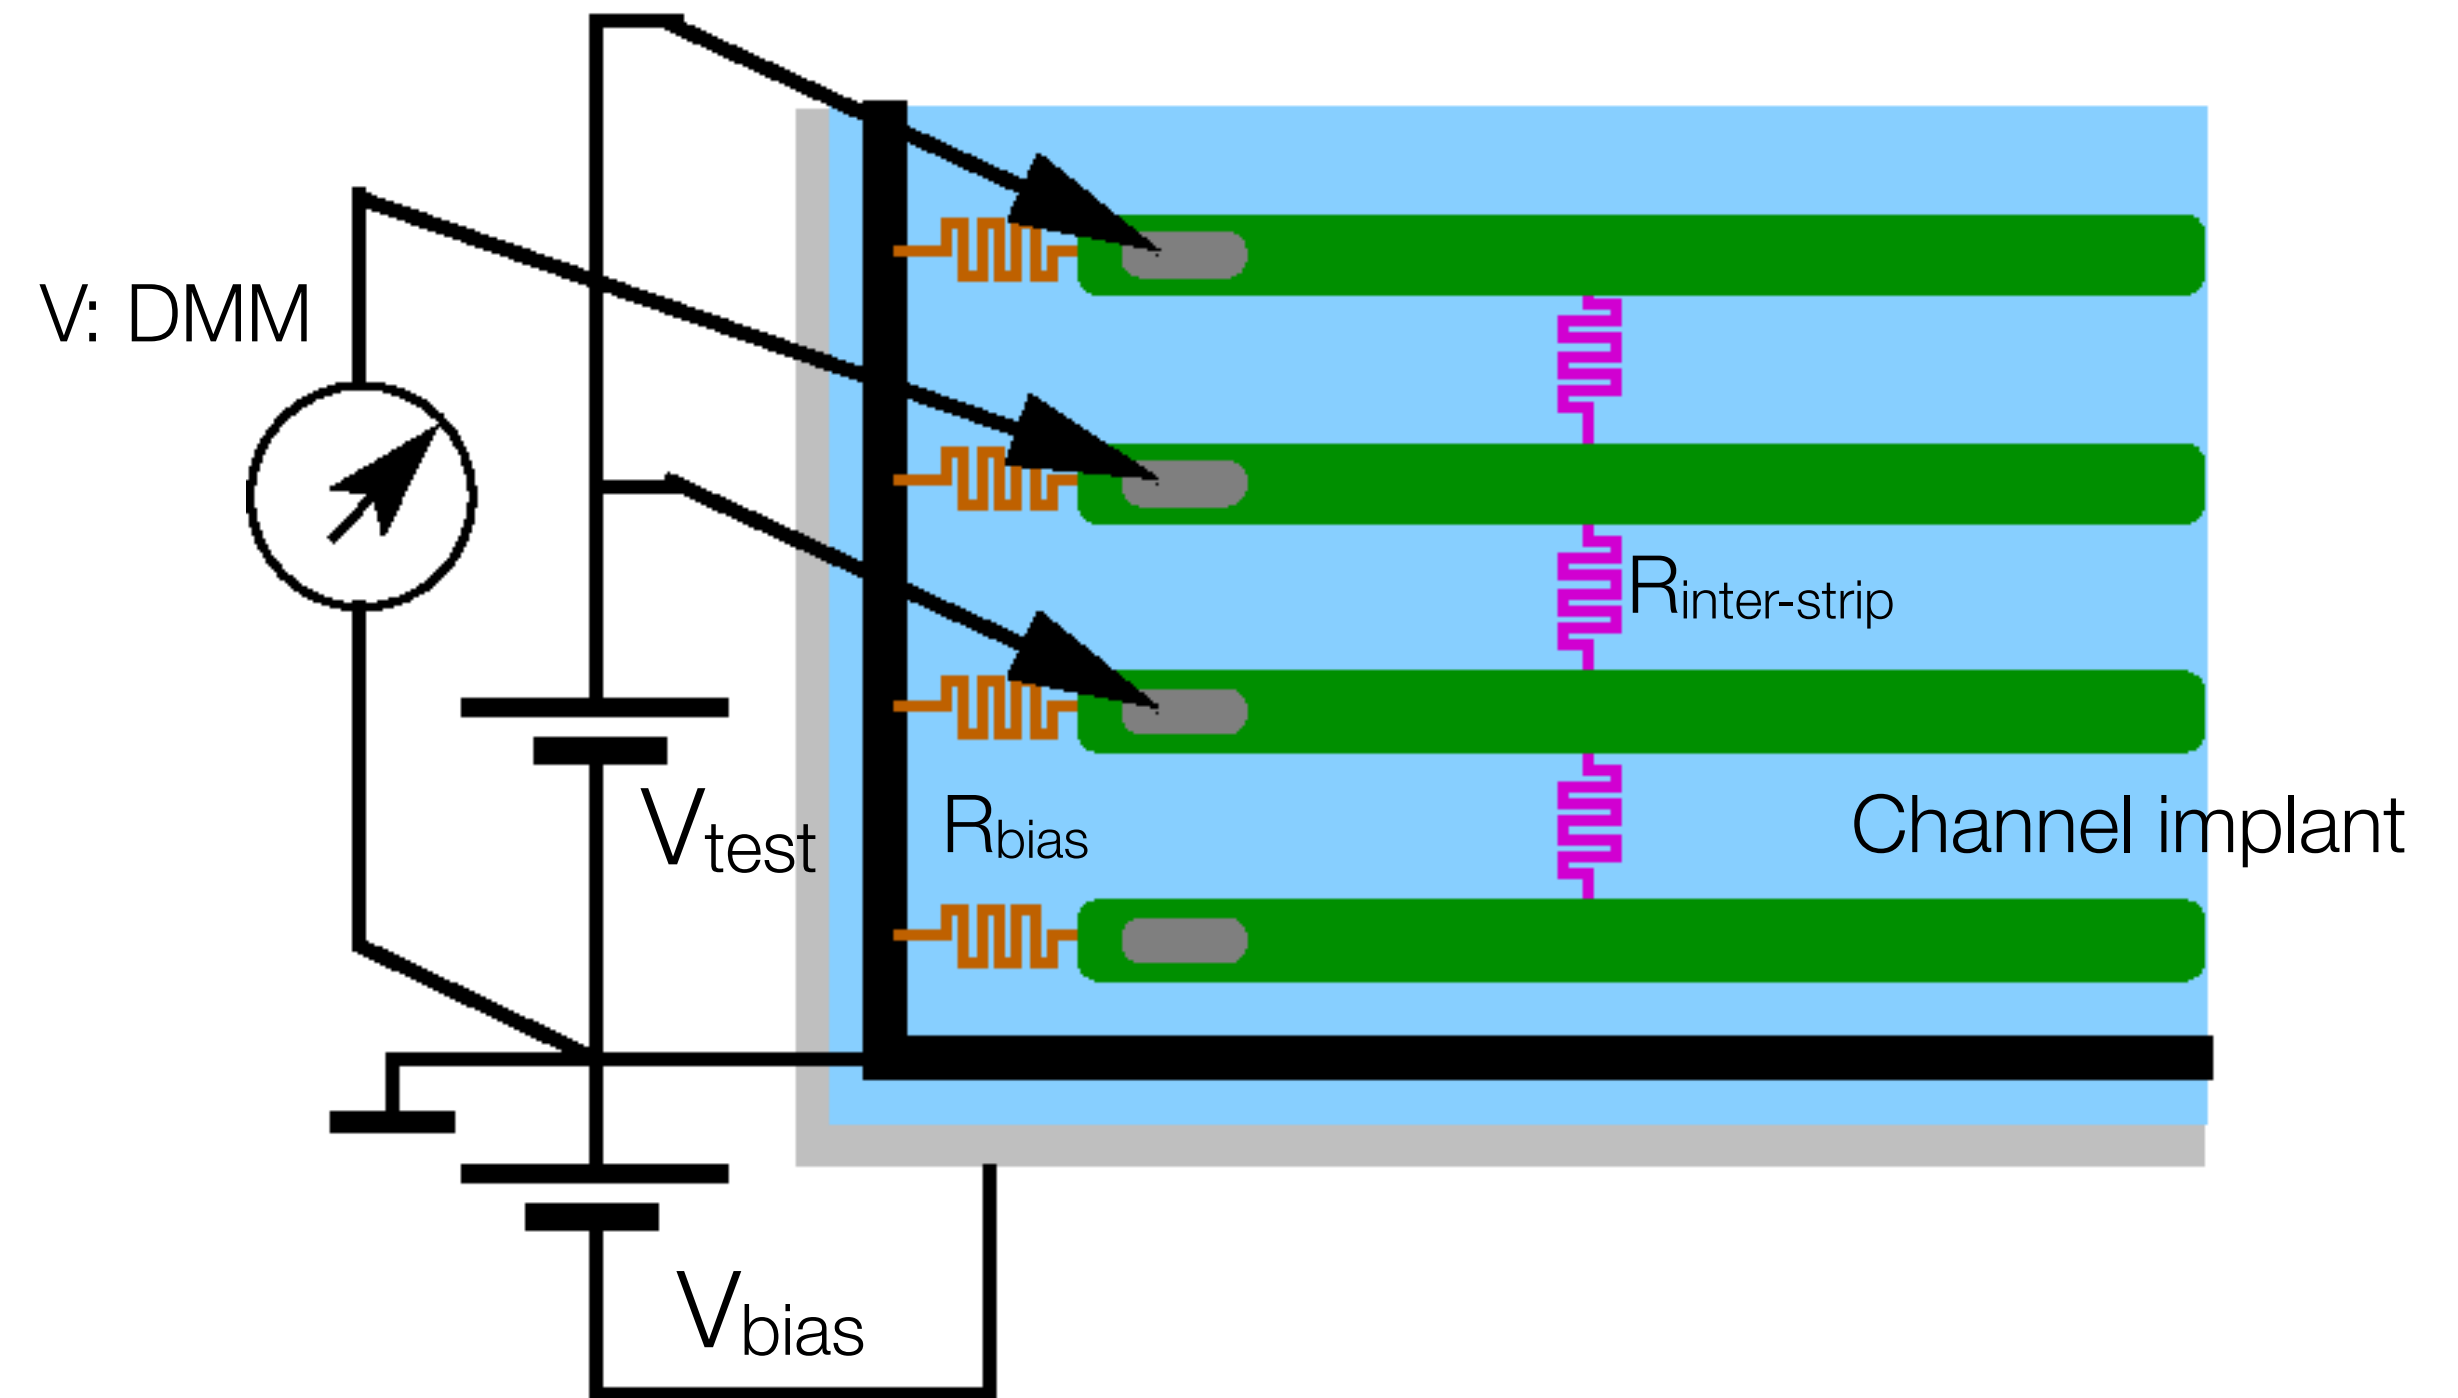 V: DMM
Rinter-strip
Vtest
Rbias
Channel implant
Vbias